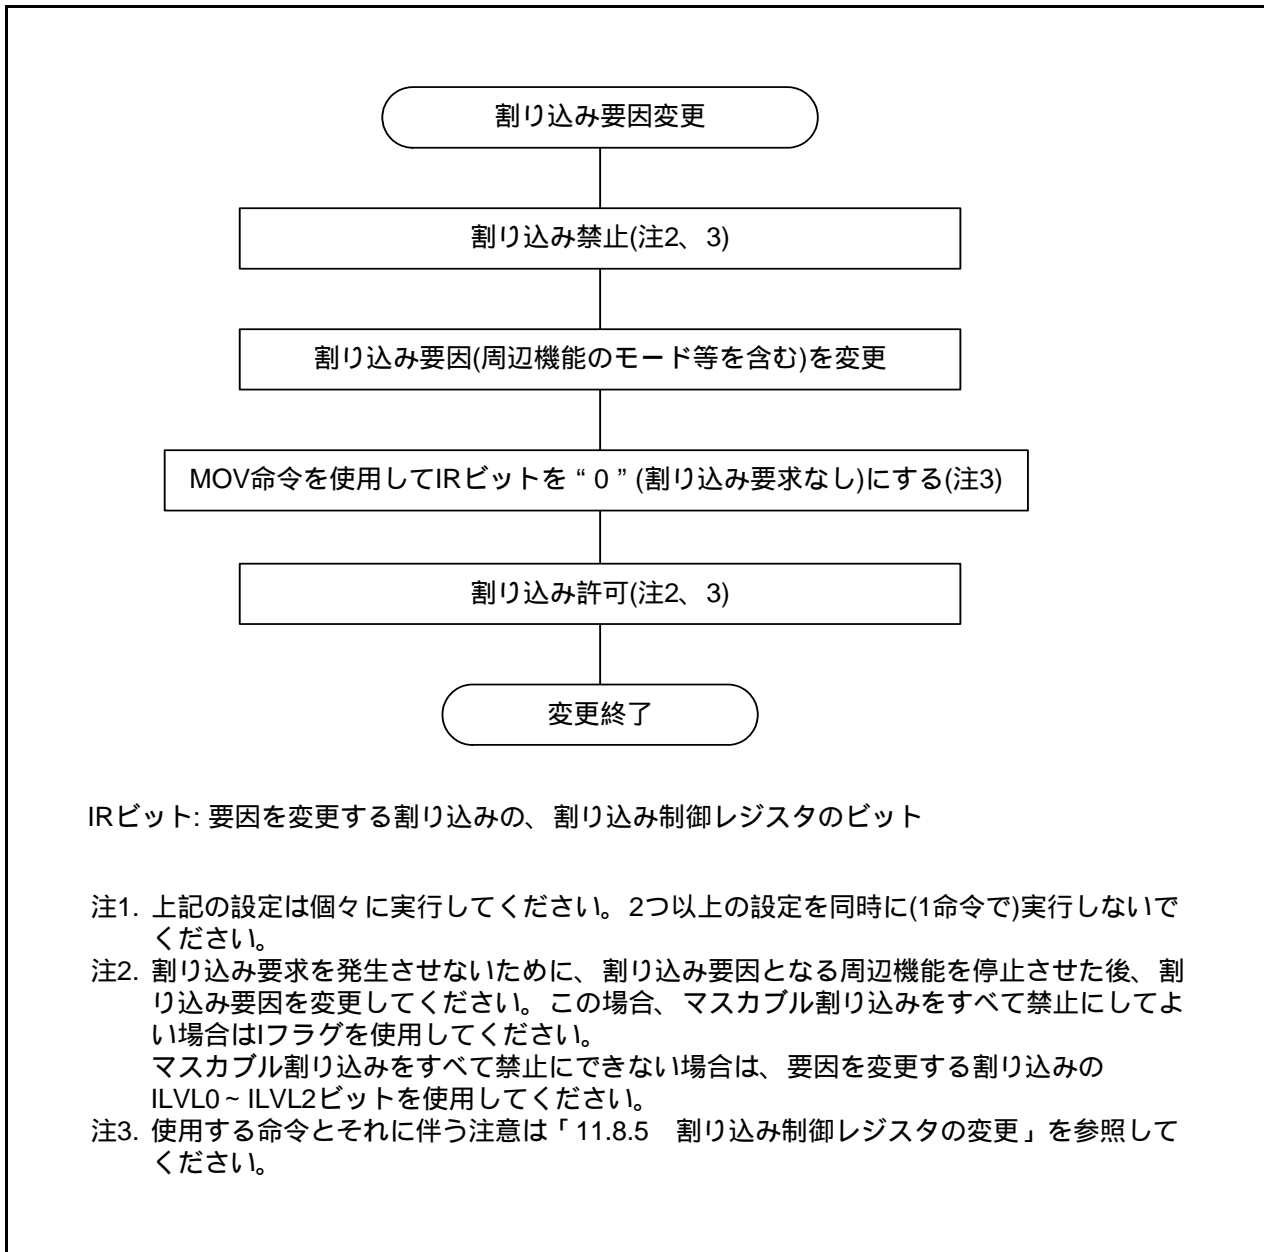 割り込み要因変更
割り込み禁止(注2、3)
割り込み要因(周辺機能のモード等を含む)を変更
MOV命令を使用してIRビットを“0”(割り込み要求なし)にする(注3)
割り込み許可(注2、3)
変更終了
IRビット: 要因を変更する割り込みの、割り込み制御レジスタのビット
注1. 上記の設定は個々に実行してください。2つ以上の設定を同時に(1命令で)実行しないで
ください。
注2. 割り込み要求を発生させないために、割り込み要因となる周辺機能を停止させた後、割
り込み要因を変更してください。この場合、マスカブル割り込みをすべて禁止にしてよ
い場合はIフラグを使用してください。
マスカブル割り込みをすべて禁止にできない場合は、要因を変更する割り込みの
ILVL0~ILVL2ビットを使用してください。
注3. 使用する命令とそれに伴う注意は「11.8.5　割り込み制御レジスタの変更」を参照して
ください。